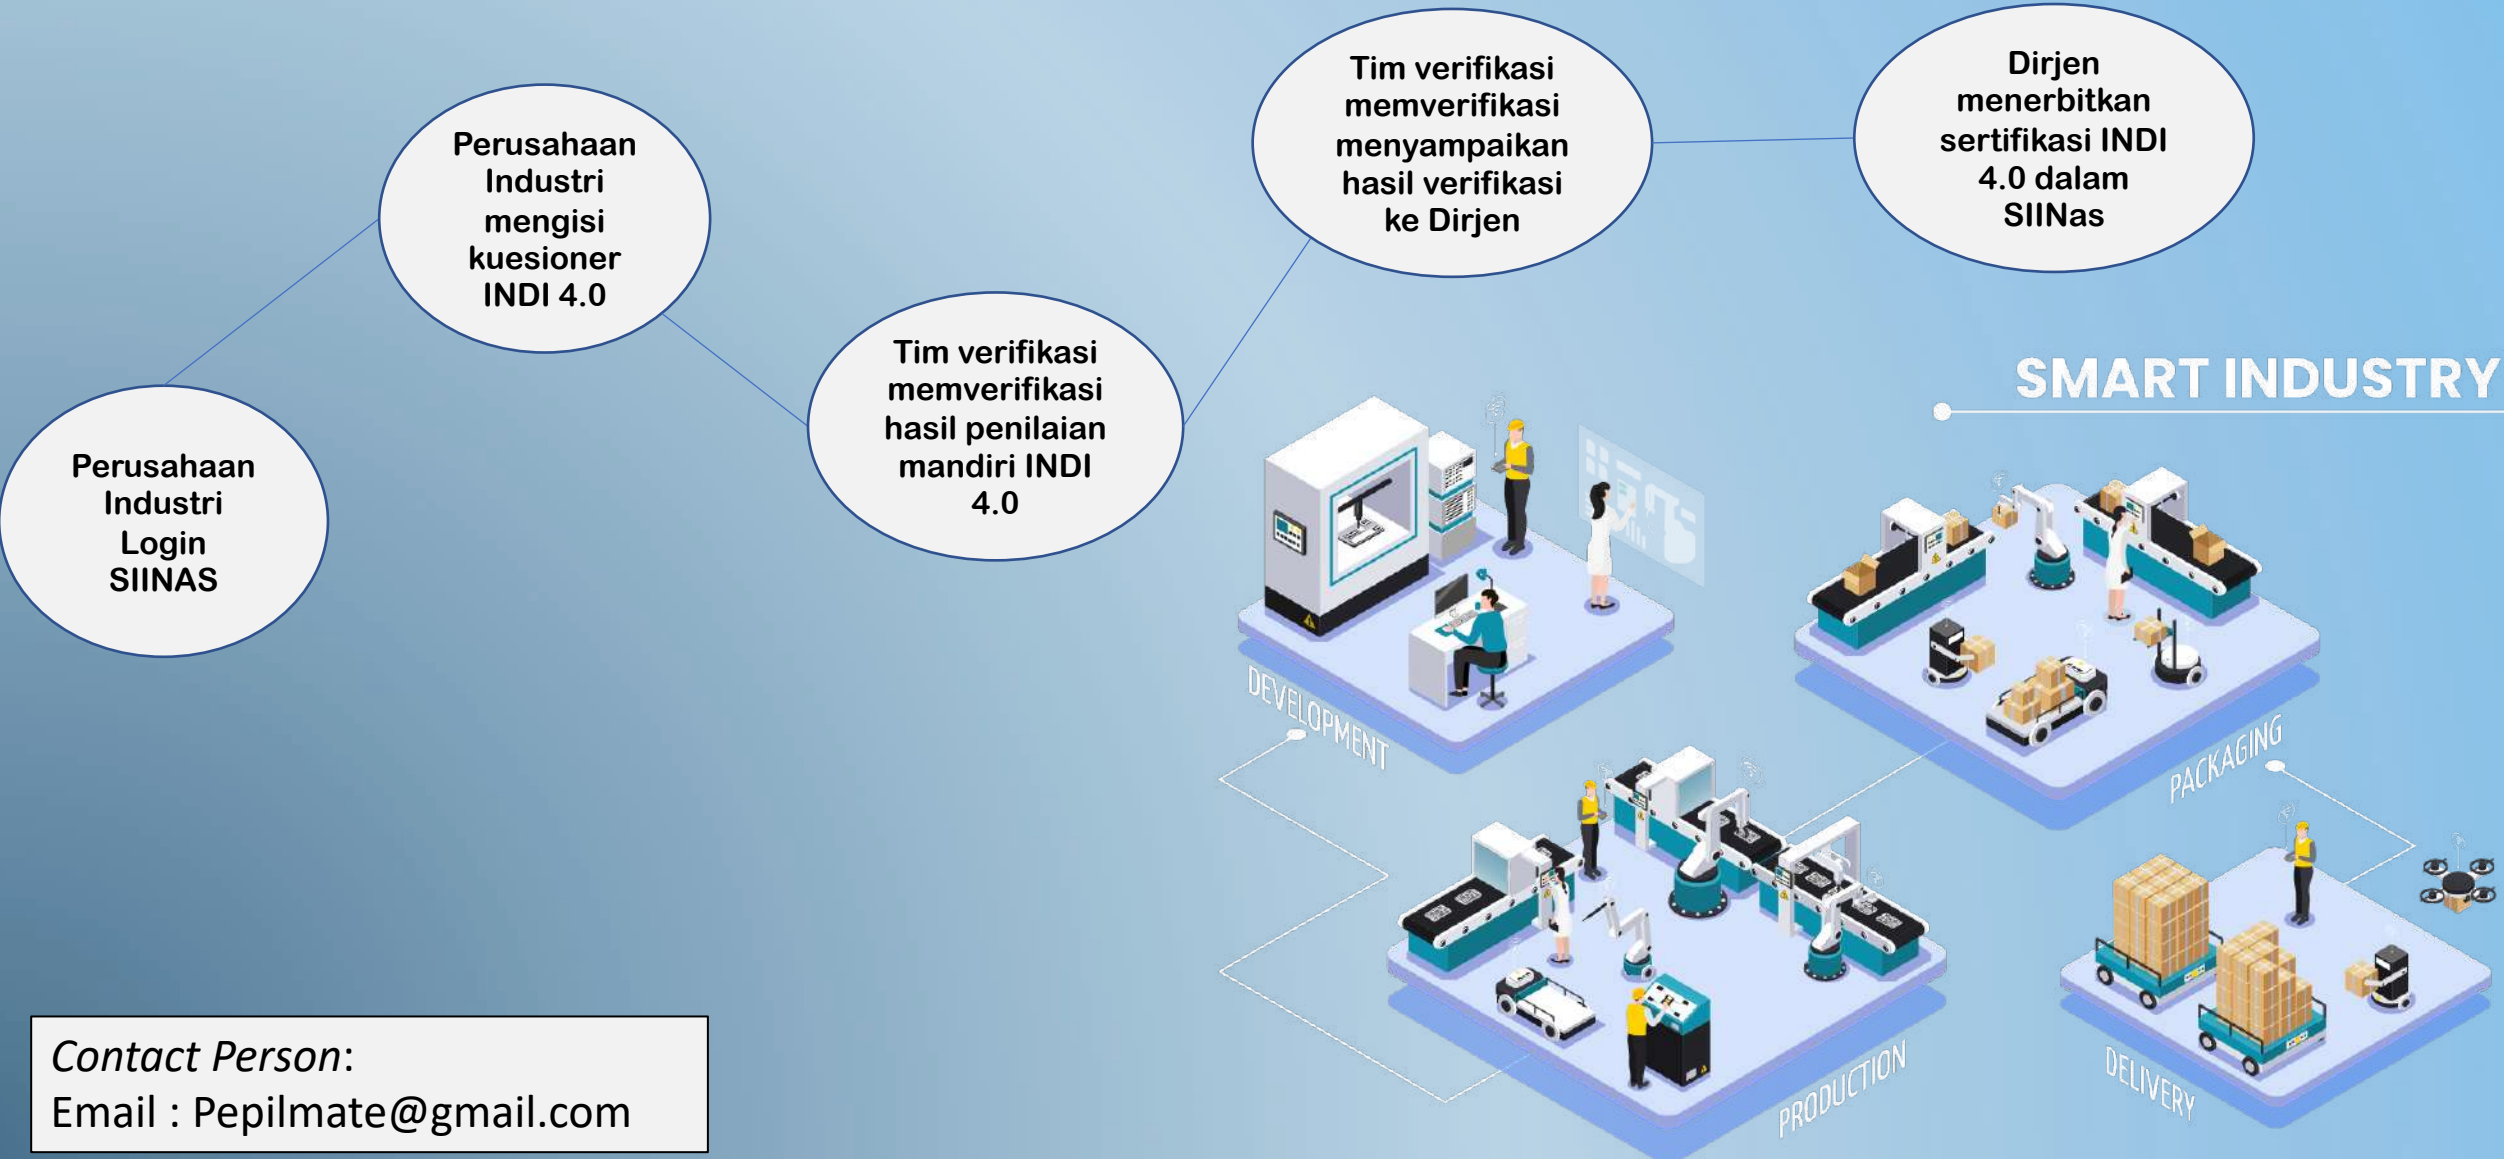 Perusahaan
Industri
Login
SIINAS
Perusahaan
Industri
mengisi
kuesioner
INDI 4.0
Tim verifikasi
memverifikasi
hasil penilaian
mandiri INDI
4.0
Tim verifikasi
memverifikasi
menyampaikan
hasil verifikasi
ke Dirjen
Dirjen
menerbitkan
sertifikasi INDI
4.0 dalam
SIINas
SMART INDUSTRY
DEVELOPMENT
PACKAGING
PRODUCTION
DELIVERY
Contact Person:
Email : Pepilmate@gmail.com